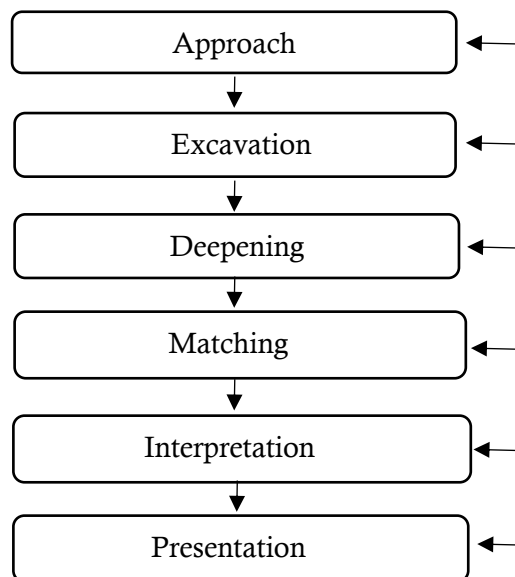 Approach
Excavation
Deepening
Matching
Interpretation
Presentation